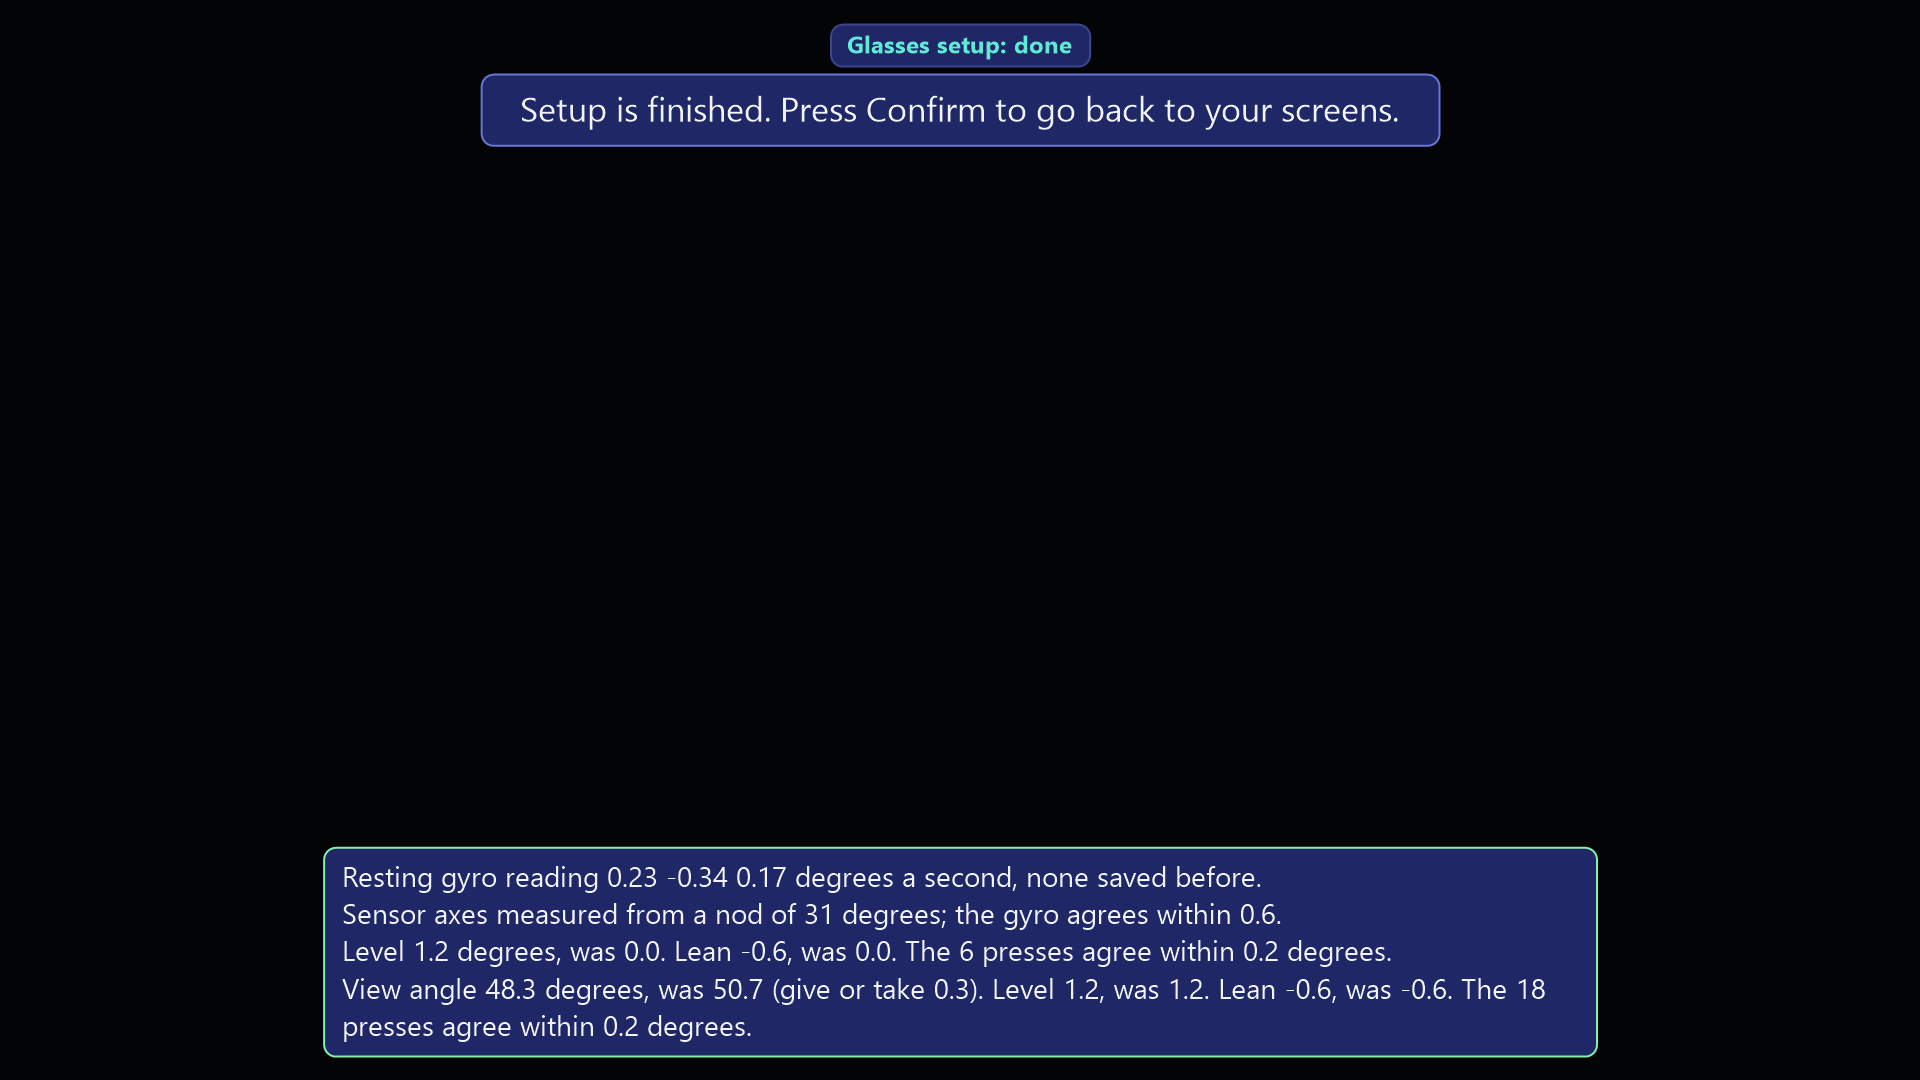 Glasses setup: done
Setup is finished. Press Confirm to go back to your screens.
Resting gyro reading 0.23 -0.34 0.17 degrees a second, none saved before.
Sensor axes measured from a nod of 31 degrees; the gyro agrees within 0.6.
Level 1.2 degrees, was 0.0. Lean -0.6, was 0.0. The 6 presses agree within 0.2 degrees.
View angle 48.3 degrees, was 50.7 (give or take 0.3). Level 1.2, was 1.2. Lean -0.6, was -0.6. The 18
presses agree within 0.2 degrees.